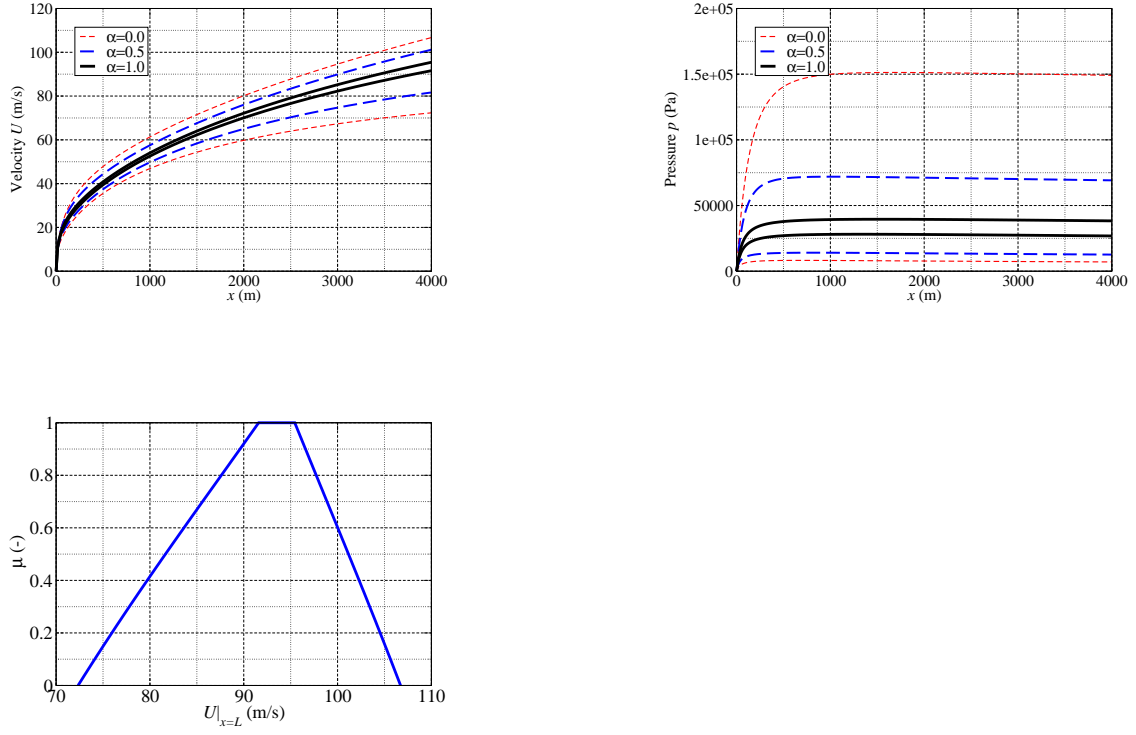 120
100
80
60
40
20
0
Velocity U (m/s)
α=0.0
α=0.5
α=1.0
0 1000 2000 3000 4000
x (m)
2e+05
1.5e+05
1e+05
50000
0
Pressure p (Pa)
α=0.0
α=0.5
α=1.0
0 1000 2000 3000 4000
x (m)
1
0.8
0.6
0.4
0.2
0
μ (-)
70 80 90 100 110
U|x=L (m/s)